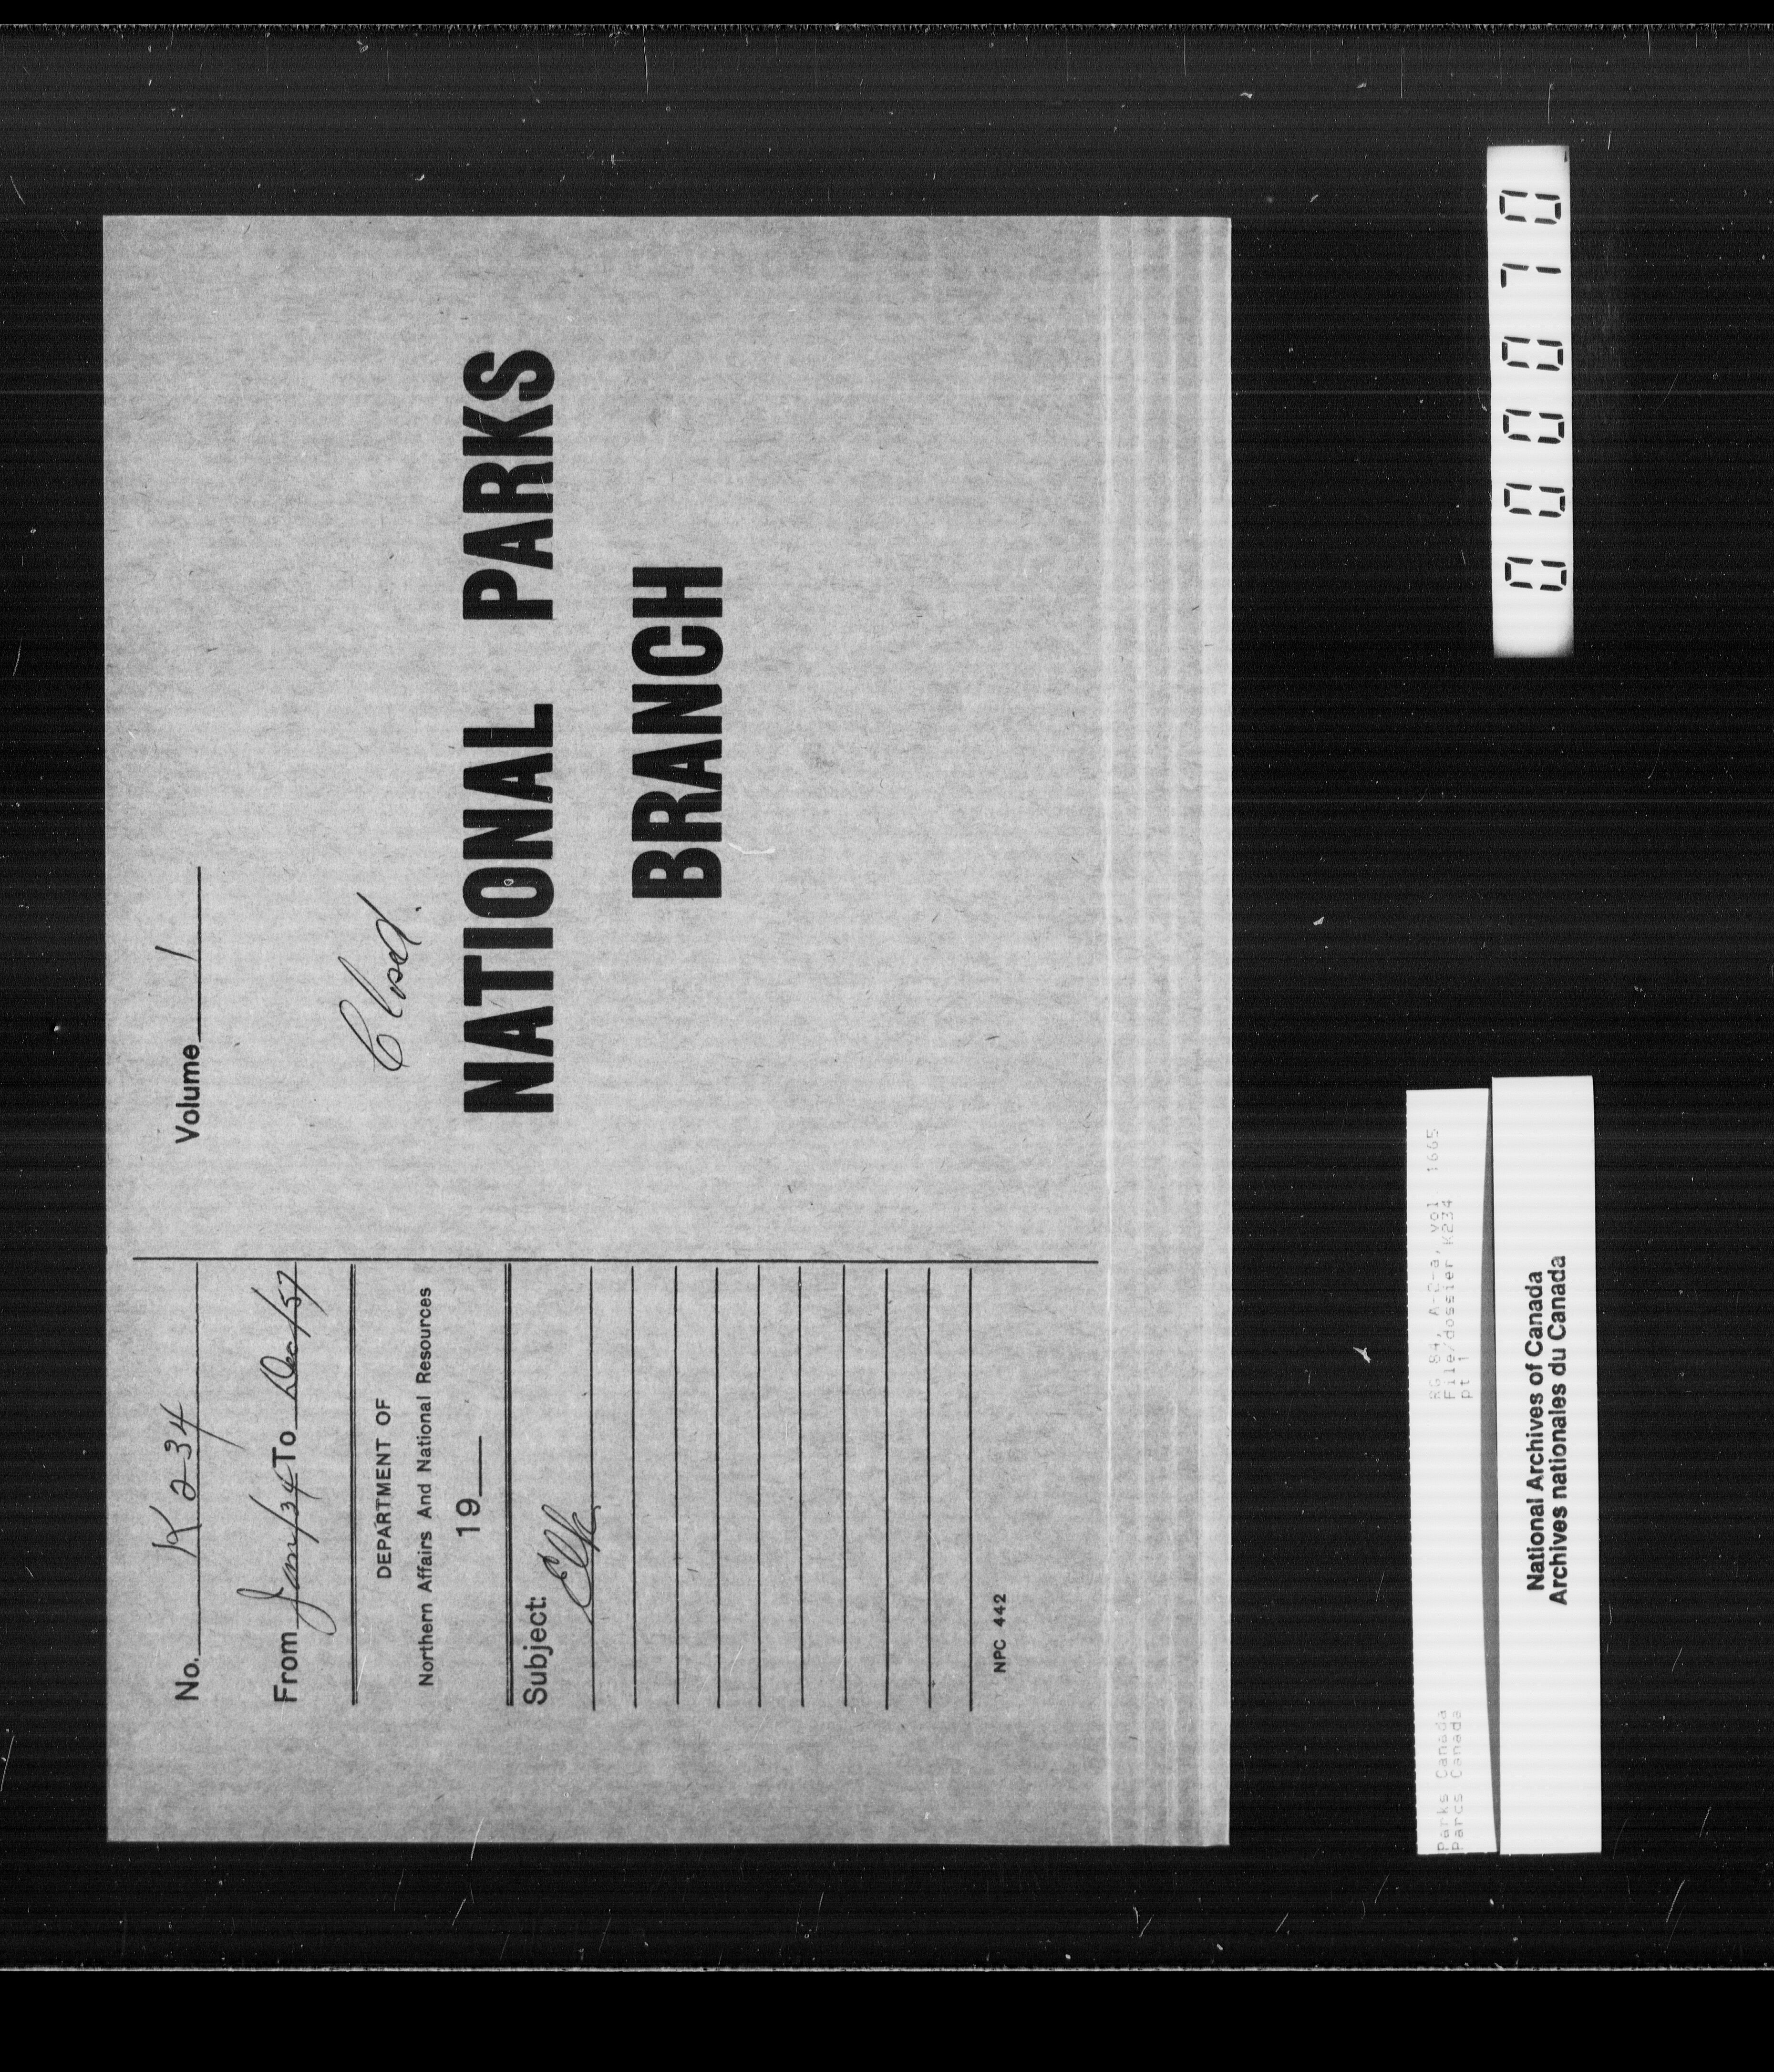 No. K 234
Volume 1
From Jan/34 To Dec/57
Closed.
DEPARTMENT OF
Northern Affairs And National Resources
19
NATIONAL PARKS
BRANCH
Subject:
Elk
NPC 442
000070
RG 84, A-2-a, vol 1665
File/dossier K234
pt 1
Parks Canada
Parcs Canada
National Archives of Canada
Archives nationales du Canada